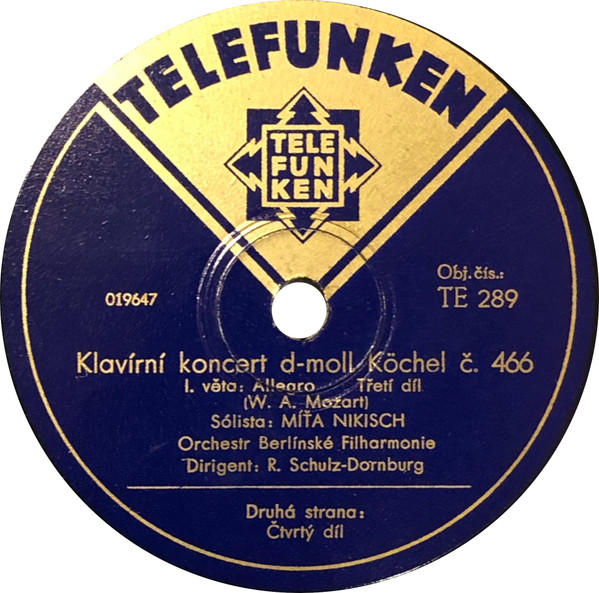 TELEFUNKEN
TELE
FUN
KEN
Obj. čís.:
019647
TE 289
Klavírní koncert d-moll Köchel č. 466
I. věta: Allegro Třetí díl
(W. A. Mozart)
Sólista: MÍŤA NIKISCH
Orchestr Berlínské Filharmonie
Dirigent: R. Schulz-Dornburg
Druhá strana:
Čtvrtý díl